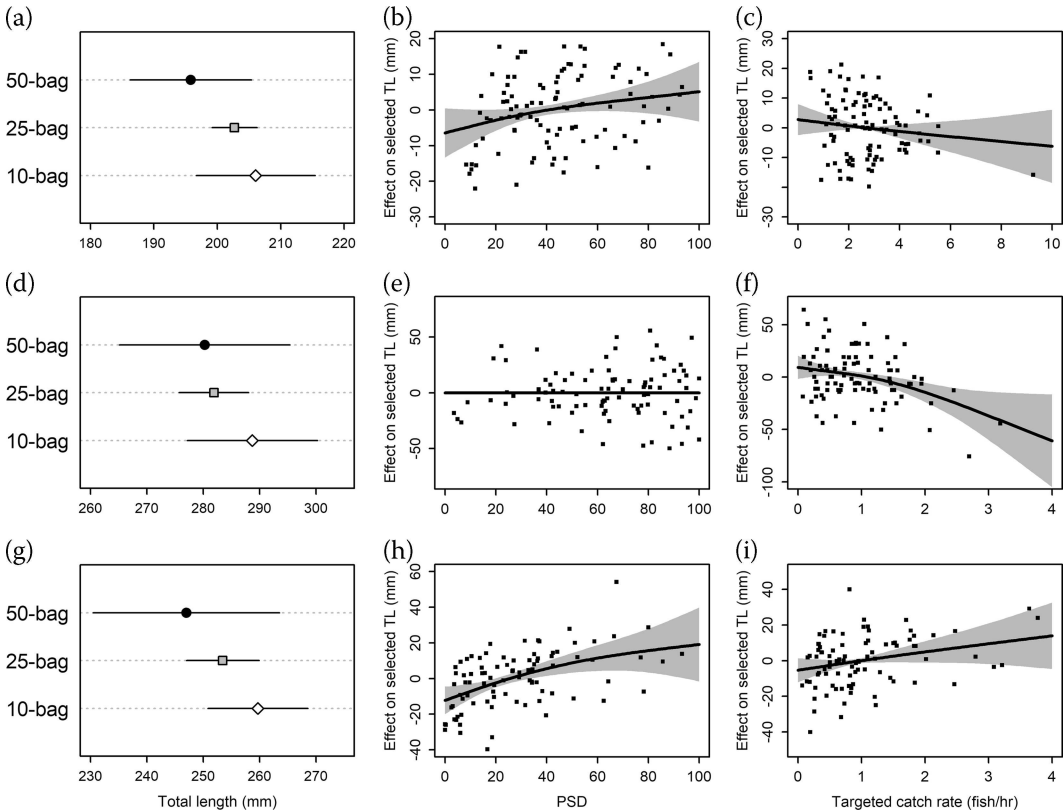 (a)
50-bag
25-bag
10-bag
180 190 200 210 220
(b)
Effect on selected TL (mm)
20
10
0
-10
-20
-30
0 20 40 60 80 100
(c)
Effect on selected TL (mm)
30
20
10
0
-10
-20
-30
0 2 4 6 8 10
(d)
50-bag
25-bag
10-bag
260 270 280 290 300
(e)
Effect on selected TL (mm)
50
0
-50
0 20 40 60 80 100
(f)
Effect on selected TL (mm)
50
0
-50
-100
0 1 2 3 4
(g)
50-bag
25-bag
10-bag
230 240 250 260 270
Total length (mm)
(h)
Effect on selected TL (mm)
60
40
20
0
-20
-40
0 20 40 60 80 100
PSD
(i)
Effect on selected TL (mm)
60
40
20
0
-20
-40
0 1 2 3 4
Targeted catch rate (fish/hr)